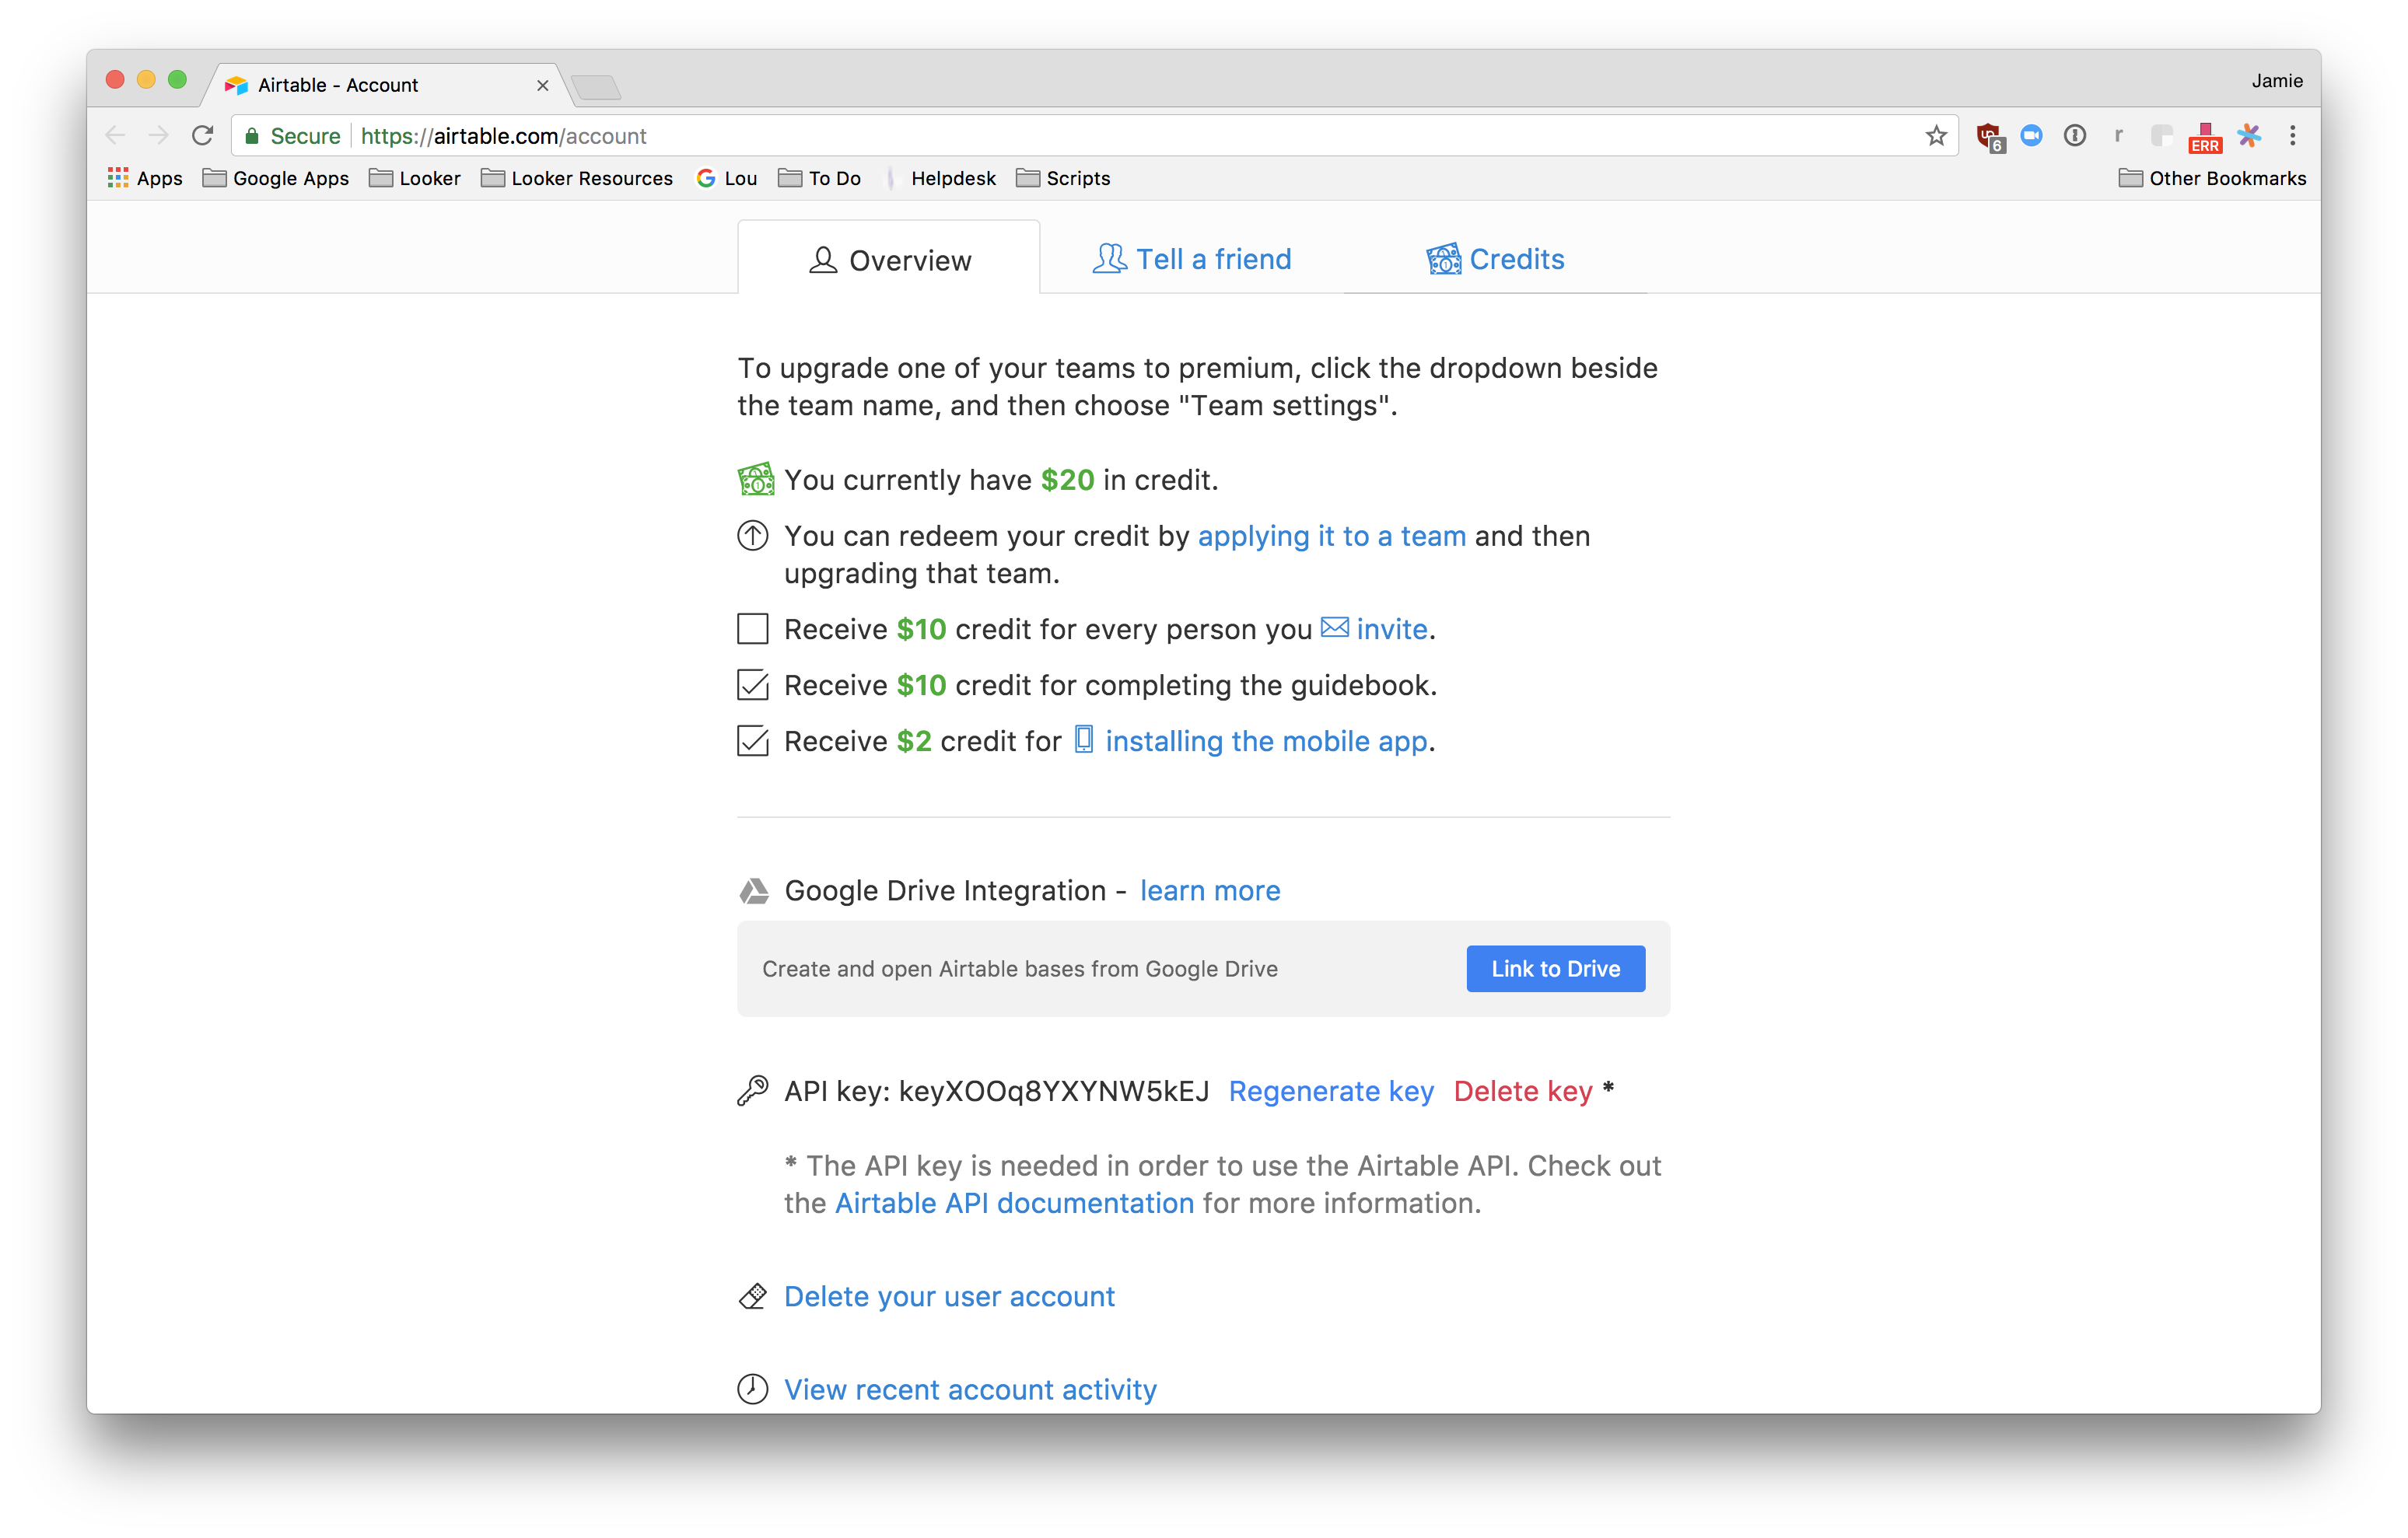 Airtable - Account
Jamie
Secure https://airtable.com/account
6
r
ERR
Apps Google Apps Looker Looker Resources Lou To Do Helpdesk Scripts Other Bookmarks
Overview Tell a friend Credits
To upgrade one of your teams to premium, click the dropdown beside
the team name, and then choose "Team settings".
You currently have $20 in credit.
You can redeem your credit by applying it to a team and then
upgrading that team.
Receive $10 credit for every person you invite.
Receive $10 credit for completing the guidebook.
Receive $2 credit for installing the mobile app.
Google Drive Integration - learn more
Create and open Airtable bases from Google Drive Link to Drive
API key: keyXOOq8YXYNW5kEJ Regenerate key Delete key *
* The API key is needed in order to use the Airtable API. Check out
the Airtable API documentation for more information.
Delete your user account
View recent account activity